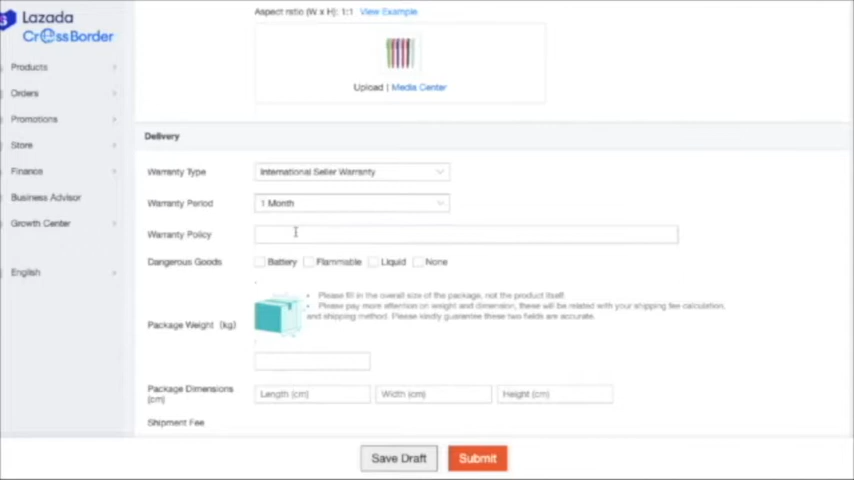 Aspect ratio (W x H): 1:1 View Example
Lazada
CrossBorder
Upload | Media Center
Products
Orders
Promotions
Store
Finance
Business Advisor
Growth Center
English
Delivery
Warranty Type International Seller Warranty
Warranty Period 1 Month
Warranty Policy
Dangerous Goods Battery Flammable Liquid None
• Please fill in the overall size of the package, not the product itself.
• Please pay more attention on weight and dimension, these will be related with your shipping fee calculation,
and shipping method. Please kindly guarantee these two fields are accurate.
Package Weight (kg)
Package Dimensions
(cm)
Length (cm) Width (cm) Height (cm)
Shipment Fee
Save Draft Submit